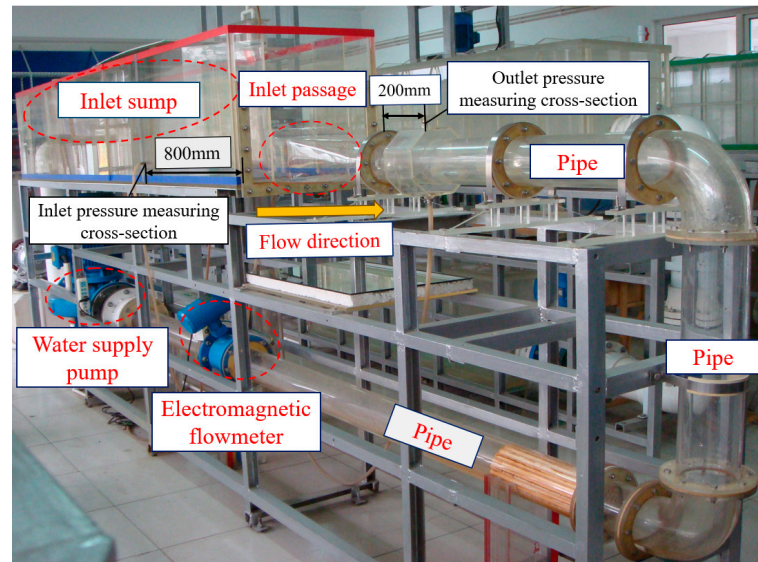 Inlet sump
Inlet passage
200mm
Outlet pressure
measuring cross-section
800mm
Pipe
Inlet pressure measuring
cross-section
Flow direction
Water supply
pump
Electromagnetic
flowmeter
Pipe
Pipe